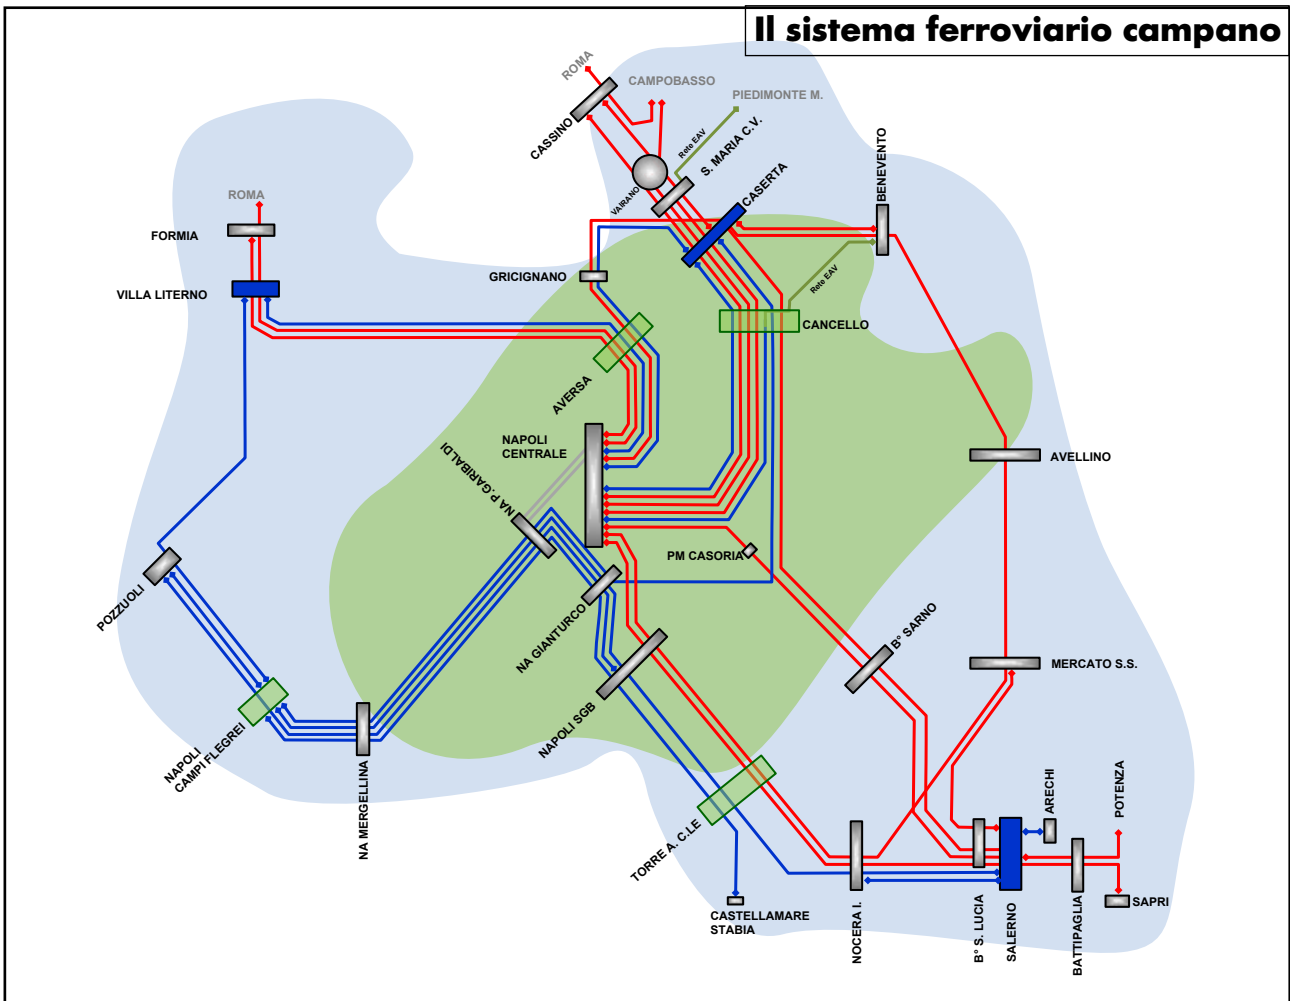 Il sistema ferroviario campano
ROMA
CAMPOBASSO
PIEDIMONTE M.
CASSINO
Rete EAV
S. MARIA C.V.
VAIRANO
CASERTA
BENEVENTO
ROMA
FORMIA
GRICIGNANO
VILLA LITERNO
Rete EAV
CANCELLO
AVERSA
NAPOLI
CENTRALE
NA P.GARIBALDI
AVELLINO
PM CASORIA
POZZUOLI
NA GIANTURCO
B° SARNO
MERCATO S.S.
NAPOLI
CAMPI FLEGREI
NAPOLI SGB
NA MERGELLINA
TORRE A. C.LE
ARECHI
POTENZA
CASTELLAMARE
STABIA
NOCERA I.
B° S. LUCIA
SALERNO
BATTIPAGLIA
SAPRI